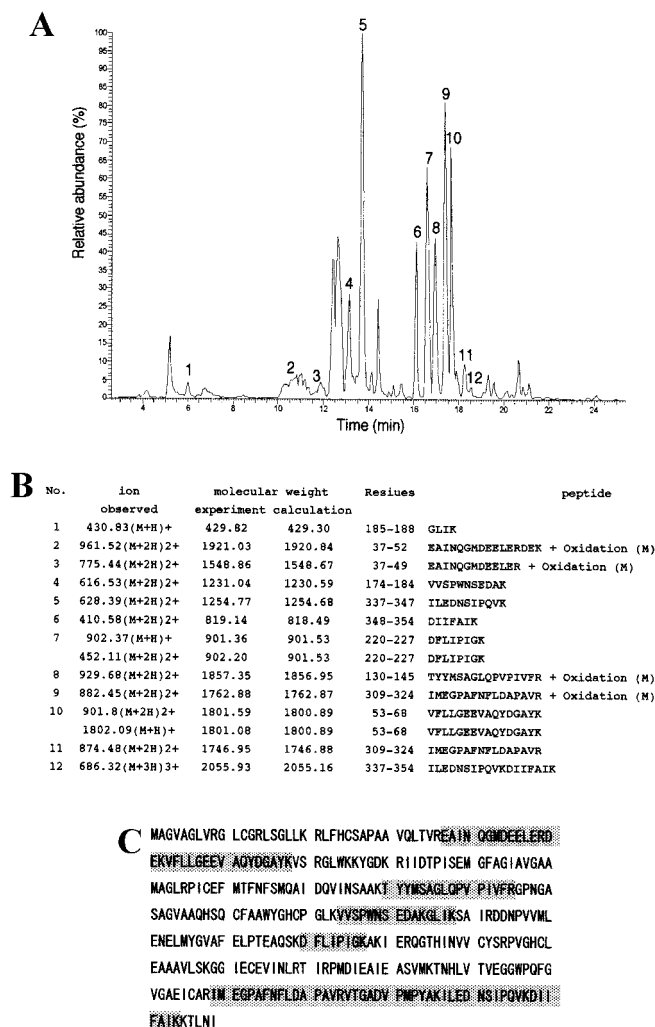 A
5
9
10
7
6
8
4
11
12
1
2
3
Relative abundance (%)
100
95
90
85
80
75
70
65
60
55
50
45
40
35
30
25
20
15
10
5
0
4 6 8 10 12 14 16 18 20 22 24
Time (min)
B
No. ion molecular weight Resiues peptide
observed experiment calculation
1 430.83(M+H)+ 429.82 429.30 185-188 GLIK
2 961.52(M+2H)2+ 1921.03 1920.84 37-52 EAINQGMDEELERDEK + Oxidation (M)
3 775.44(M+2H)2+ 1548.86 1548.67 37-49 EAINQGMDEELER + Oxidation (M)
4 616.53(M+2H)2+ 1231.04 1230.59 174-184 VVSPWNSEDAK
5 628.39(M+2H)2+ 1254.77 1254.68 337-347 ILEDNSIPQVK
6 410.58(M+2H)2+ 819.14 818.49 348-354 DIIFAIK
7 902.37(M+H)+ 901.36 901.53 220-227 DFLIPIGK
452.11(M+2H)2+ 902.20 901.53 220-227 DFLIPIGK
8 929.68(M+2H)2+ 1857.35 1856.95 130-145 TYYMSAGLQPVPIVFR + Oxidation (M)
9 882.45(M+2H)2+ 1762.88 1762.87 309-324 IMEGPAFNFLDAPAVR + Oxidation (M)
10 901.8(M+2H)2+ 1801.59 1800.89 53-68 VFLLGEEVAQYDGAYK
1802.09(M+H)+ 1801.08 1800.89 53-68 VFLLGEEVAQYDGAYK
11 874.48(M+2H)2+ 1746.95 1746.88 309-324 IMEGPAFNFLDAPAVR
12 686.32(M+3H)3+ 2055.93 2055.16 337-354 ILEDNSIPQVKDIIFAIK
C
MAGVAGLVRG LCGRLSGLLK RLFHCSAPAA VQLTVREAIN QGMDEELERD
EKVFLLGEEV AQYDGAYKVS RGLWKKYGDK RIIDTPISEM GFAGIAVGAA
MAGLRPICEF MTFNFSMQAI DQVINSAAKT YYMSAGLQPV PIVFRGPNGA
SAGVAAQHSQ CFAAWYGHCP GLKVVSPWNS EDAKGLIKSA IRDDNPVVML
ENELMYGVAF ELPTEAQSKD FLIPIGKAKI ERQGTHINVV CYSRPVGHCL
EAAAVLSKGG IECEVINLRT IRPMDIEAIE ASVMKTNHLV TVEGGWPQFG
VGAEICARIM EGPAFNFLDA PAVRVTGADV PMPYAKILED NSIPQVKDII
FAIKKTLNI